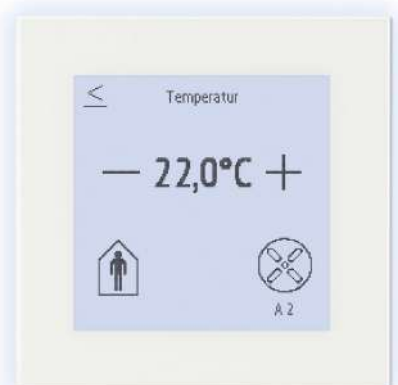 < Temperatur
— 22,0°C +
A 2